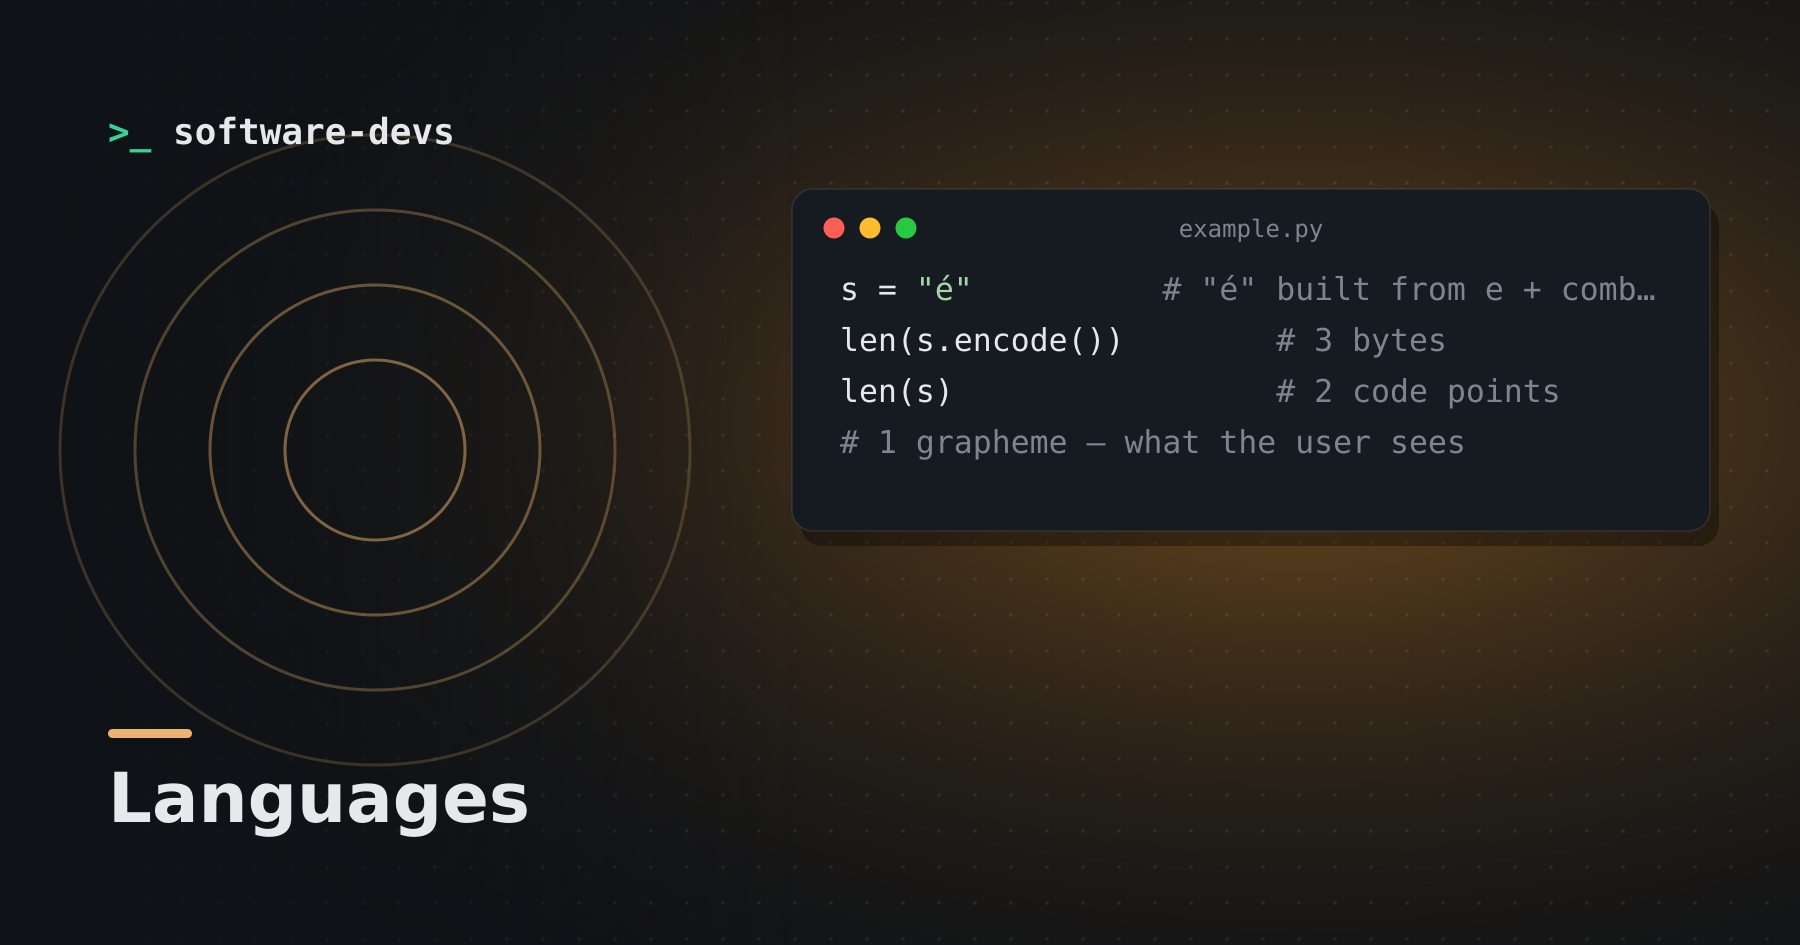 >_ software-devs
example.py
s = "é"          # "é" built from e + comb…
len(s.encode())        # 3 bytes
len(s)                 # 2 code points
# 1 grapheme — what the user sees
Languages